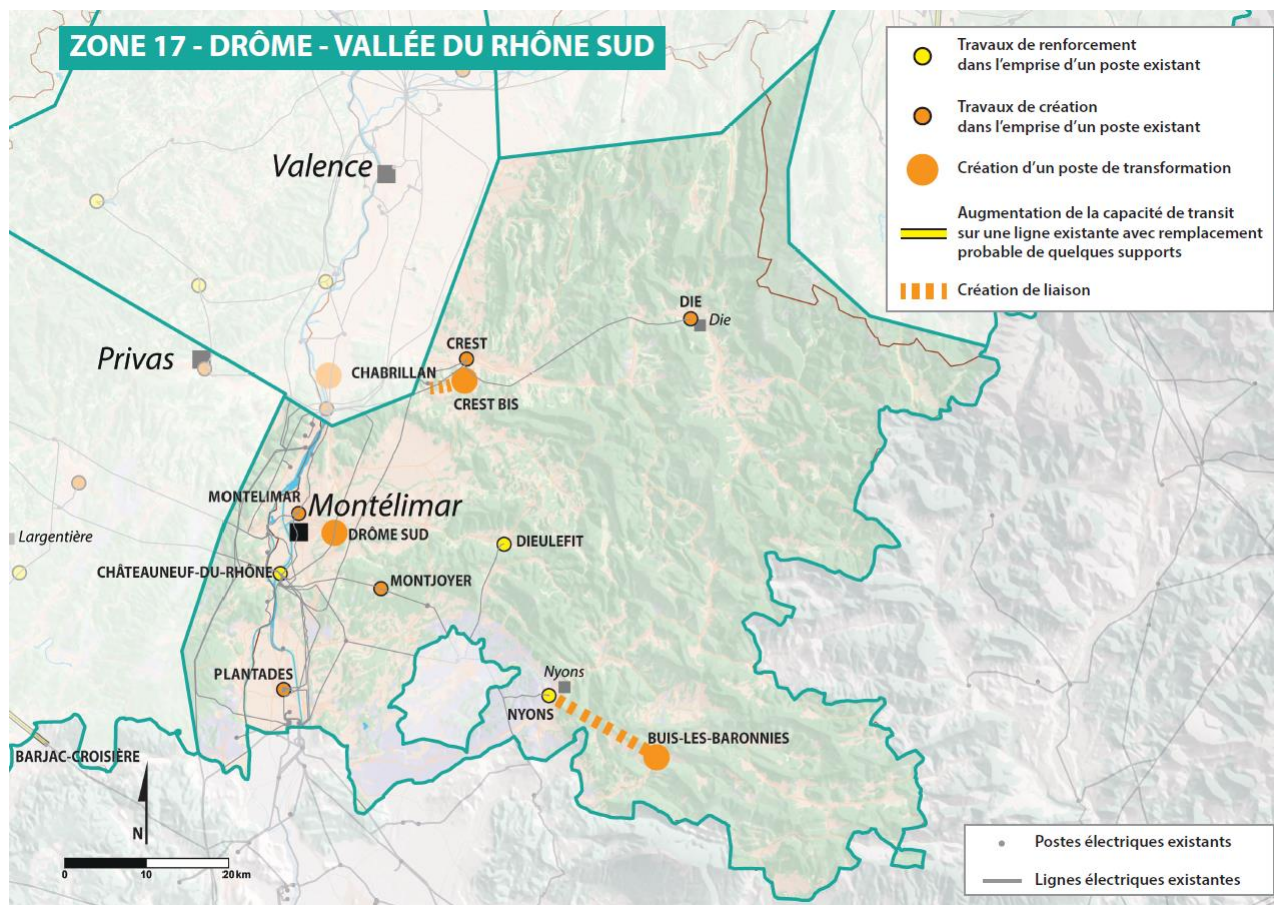 ZONE 17 - DRÔME - VALLÉE DU RHÔNE SUD
Travaux de renforcement
dans l'emprise d'un poste existant
Travaux de création
dans l'emprise d'un poste existant
Création d'un poste de transformation
Augmentation de la capacité de transit
sur une ligne existante avec remplacement
probable de quelques supports
Création de liaison
Valence
DIE
Die
Privas
CREST
CHABRILLAN
CREST BIS
MONTELIMAR
Montélimar
DRÔME SUD
Largentière
DIEULEFIT
CHÂTEAUNEUF-DU-RHÔNE
MONTJOYER
PLANTADES
Nyons
NYONS
BUIS-LES-BARONNIES
BARJAC-CROISIÈRE
N
0 10 20 km
Postes électriques existants
Lignes électriques existantes